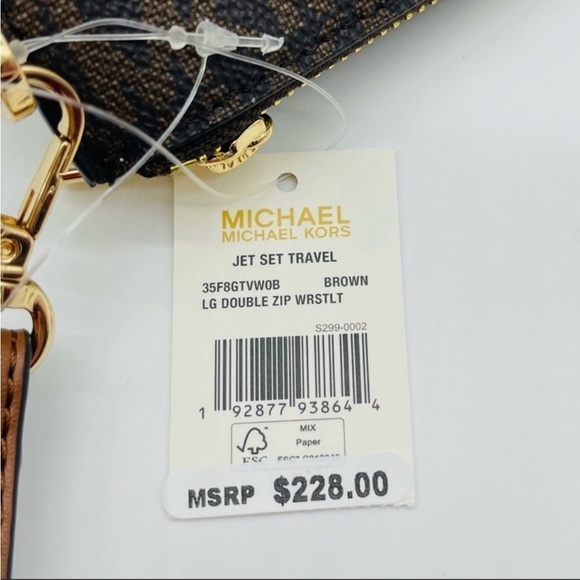 MICHAEL
MICHAEL KORS
JET SET TRAVEL
35F8GTVW0B BROWN
LG DOUBLE ZIP WRSTLT
S299-0002
1 92877 93864 4
MIX
Paper
FSC
MSRP $228.00